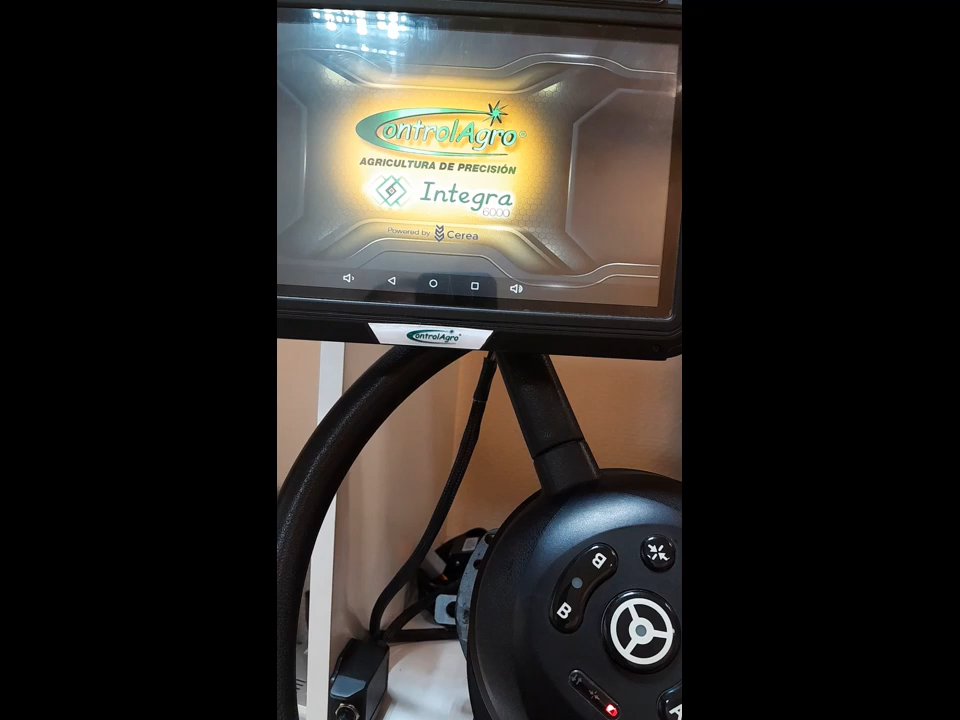 ControlAgro®
AGRICULTURA DE PRECISIÓN
Integra
6000
Powered by Cerea
ControlAgro®
B
B
A